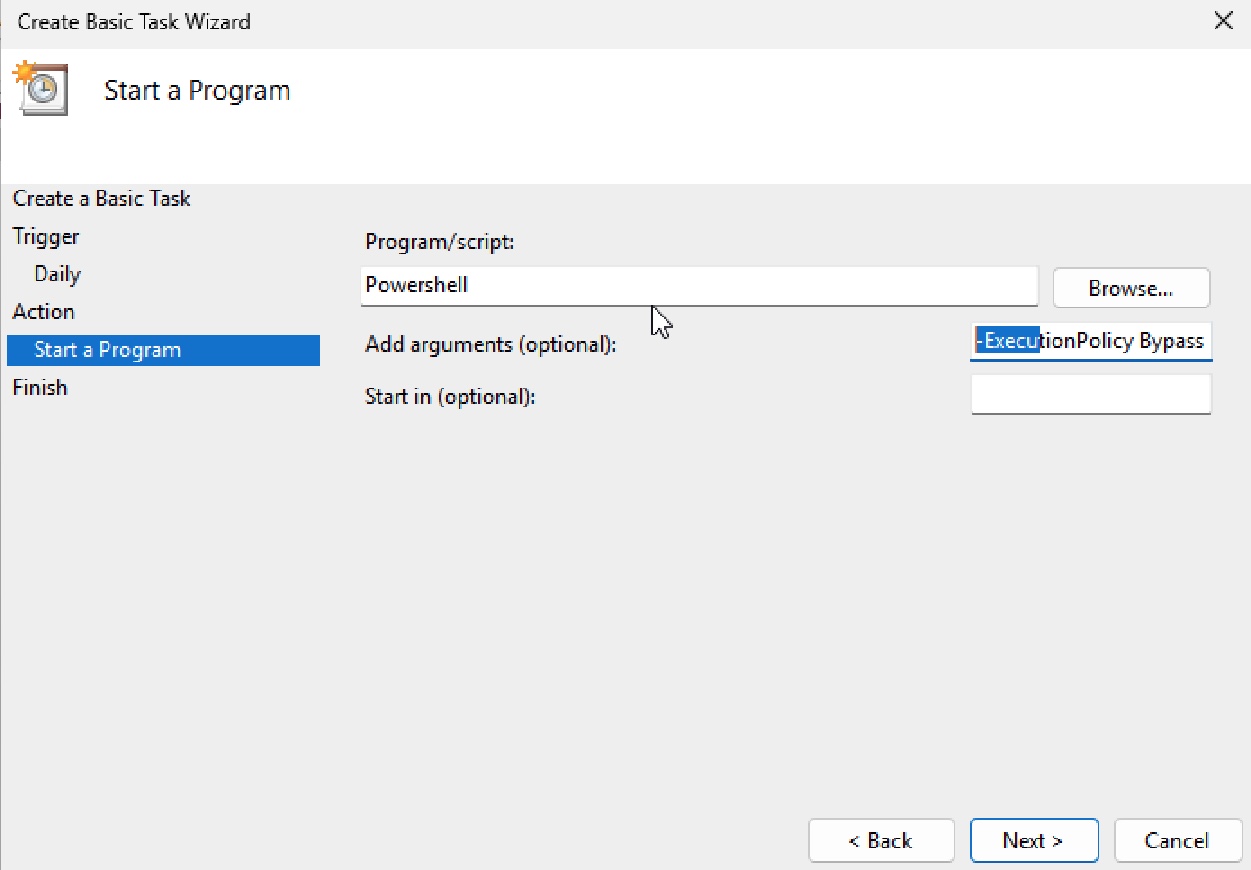 Create Basic Task Wizard
Start a Program
Create a Basic Task
Trigger
Daily
Action
Start a Program
Finish
Program/script:
Powershell
Browse...
Add arguments (optional):
-ExecutionPolicy Bypass
Start in (optional):
< Back
Next >
Cancel